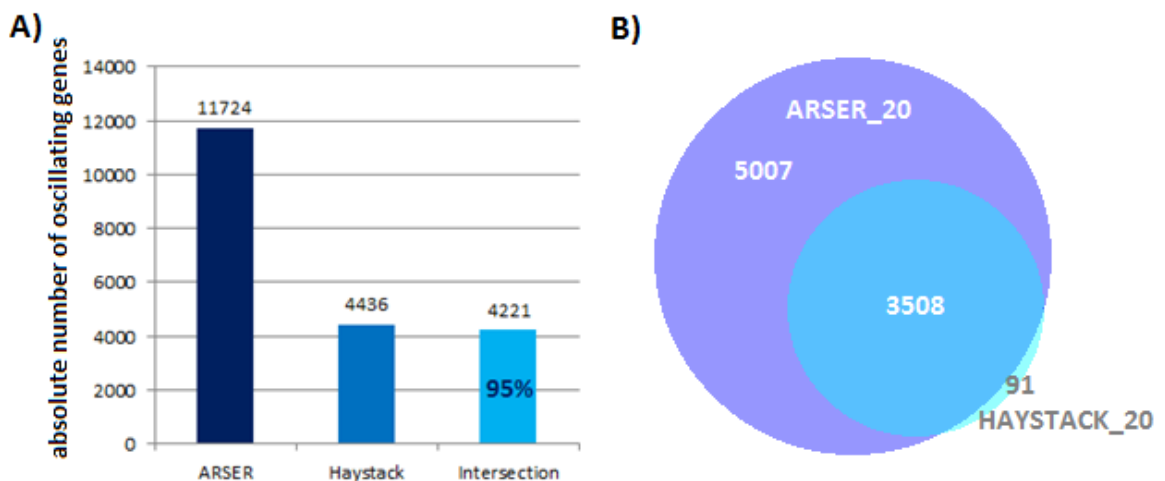 A)
absolute number of oscillating genes
14000
12000
10000
8000
6000
4000
2000
0
11724
4436
4221
95%
ARSER
Haystack
Intersection
B)
ARSER_20
5007
3508
91
HAYSTACK_20